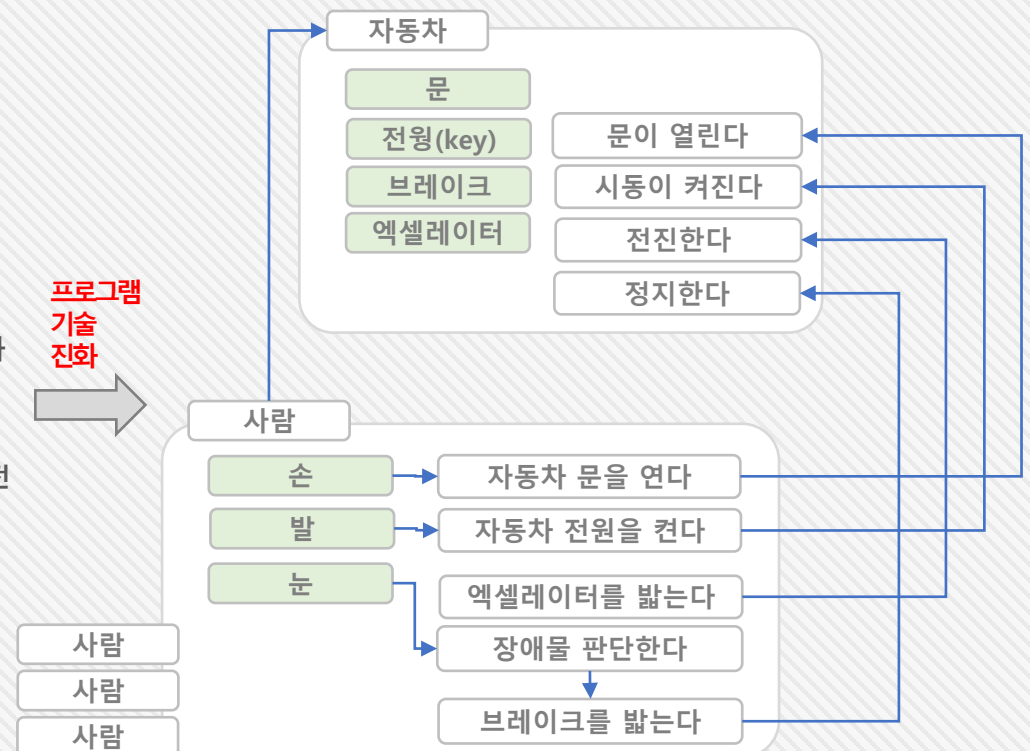 자동차
문
전웡(key)
브레이크
엑셀레이터
문이 열린다
시동이 켜진다
전진한다
정지한다
프로그램
기술
진화
사람
손
발
눈
자동차 문을 연다
자동차 전원을 켠다
엑셀레이터를 밟는다
장애물 판단한다
브레이크를 밟는다
사람
사람
사람